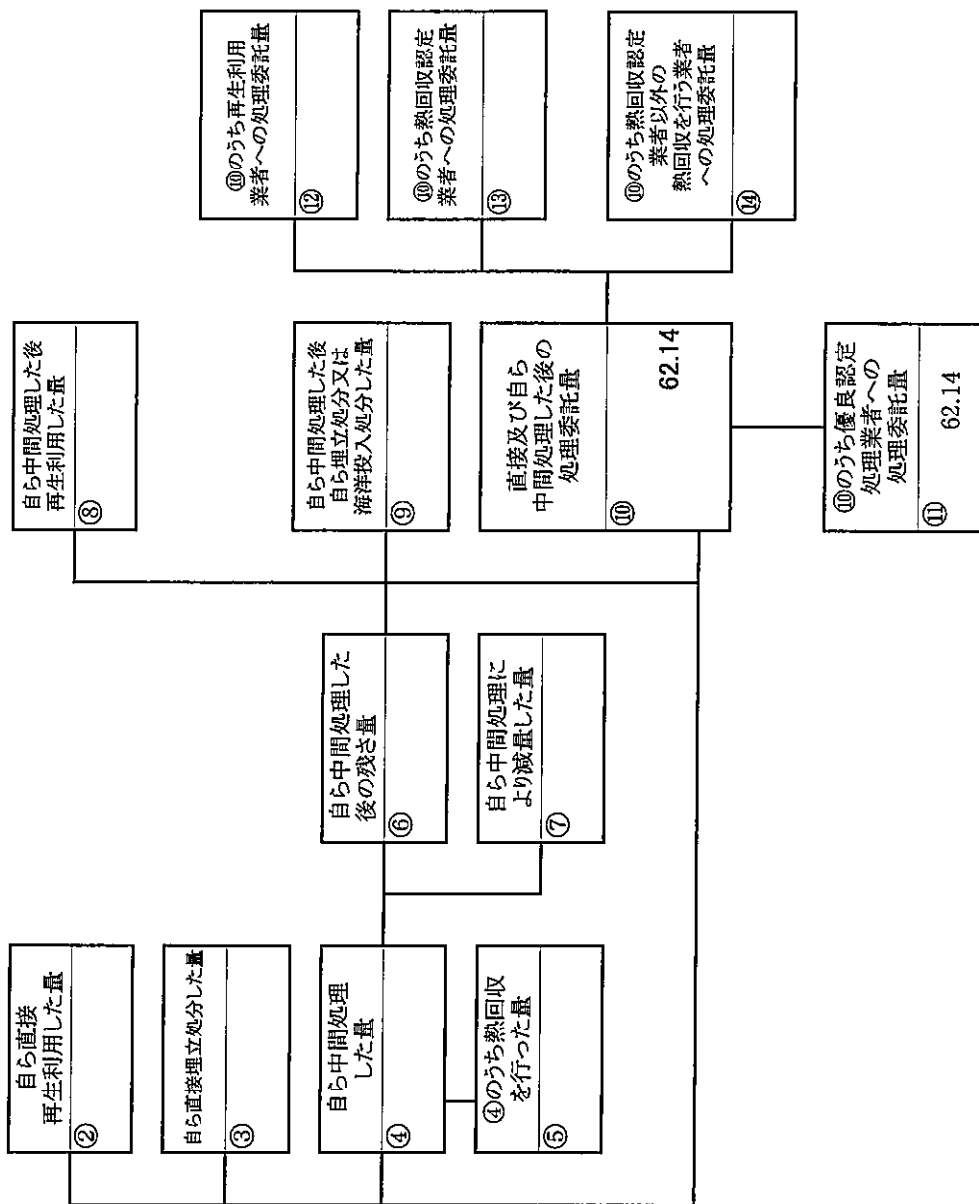 自ら直接
再生利用した量
②
自ら直接埋立処分した量
③
自ら中間処理
した量
④
④のうち熱回収
を行った量
⑤
自ら中間処理した
後の残さ量
⑥
自ら中間処理に
より減量した量
⑦
自ら中間処理した後
再生利用した量
⑧
自ら中間処理した後
自ら埋立処分又は
海洋投入処分した量
⑨
直接及び自ら
中間処理した後の
処理委託量
⑩
62.14
⑩のうち優良認定
処理業者への
処理委託量
⑪
62.14
⑩のうち再生利用
業者への処理委託量
⑫
⑩のうち熱回収認定
業者への処理委託量
⑬
⑩のうち熱回収認定
業者以外の
熱回収を行う業者
への処理委託量
⑭